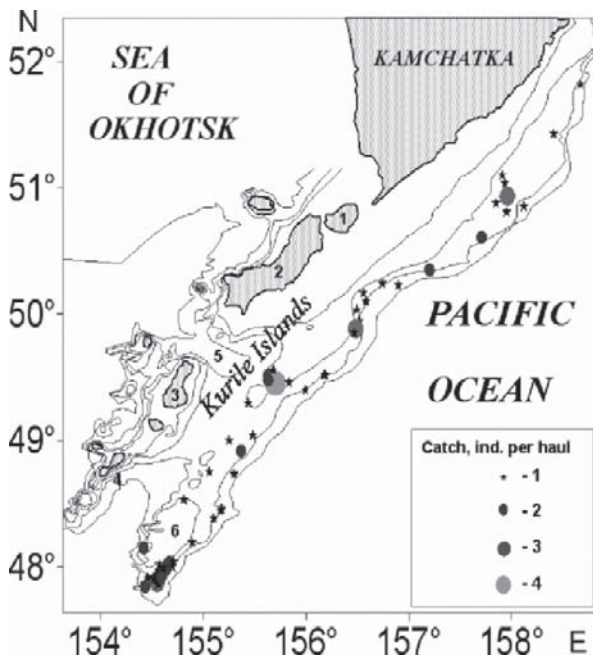 N
52°
51°
50°
49°
48°
SEA
OF
OKHOTSK
KAMCHATKA
1
2
5
Kurile Islands
3
4
6
PACIFIC
OCEAN
Catch, ind. per haul
- 1
- 2
- 3
- 4
154° 155° 156° 157° 158° E